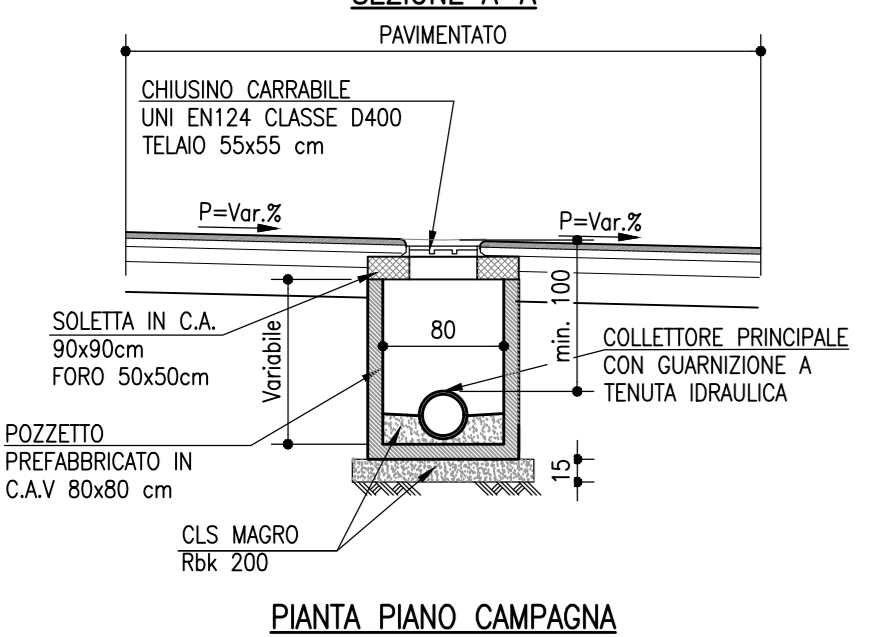 SEZIONE A-A
PAVIMENTATO
CHIUSINO CARRABILE
UNI EN124 CLASSE D400
TELAIO 55x55 cm
P=Var.%
P=Var.%
SOLETTA IN C.A.
90x90cm
FORO 50x50cm
Variabile
80
min. 100
COLLETTORE PRINCIPALE
CON GUARNIZIONE A
TENUTA IDRAULICA
POZZETTO
PREFABBRICATO IN
C.A.V 80x80 cm
15
CLS MAGRO
Rbk 200
PIANTA PIANO CAMPAGNA